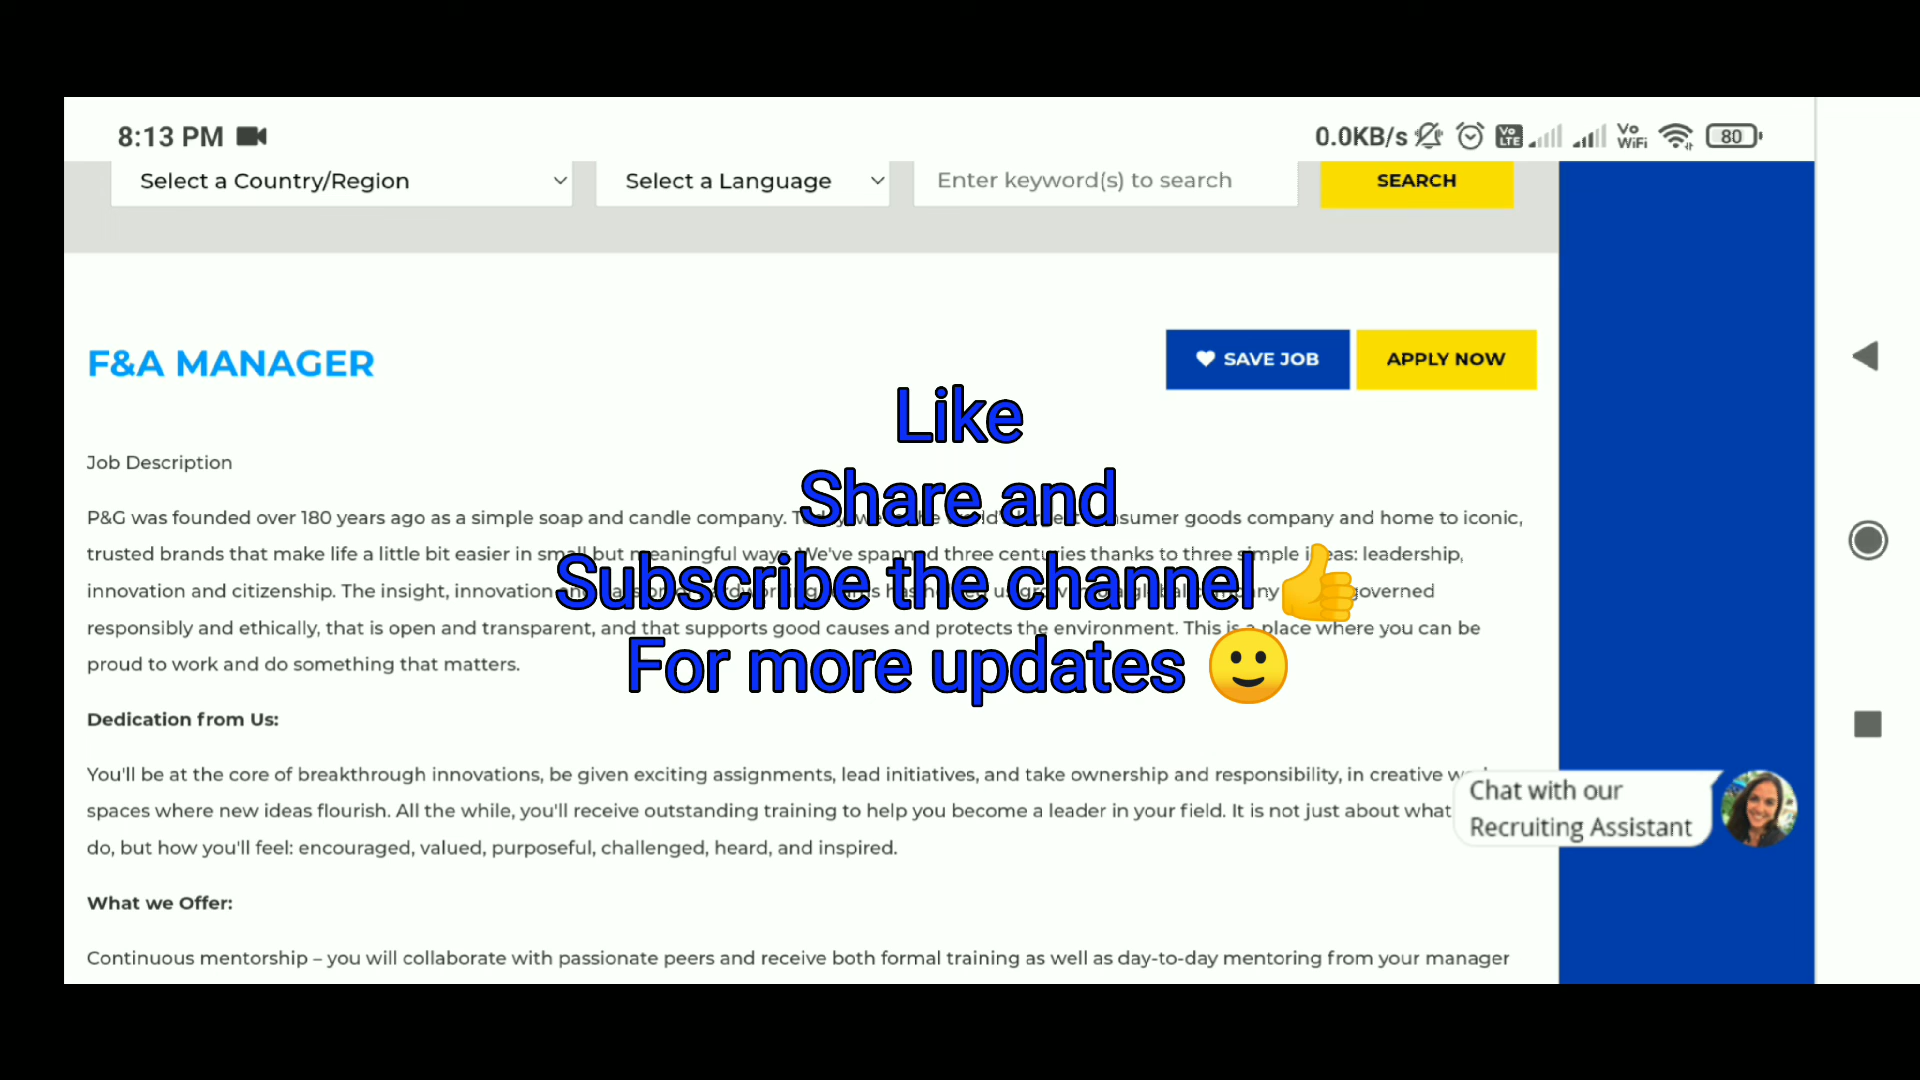 8:13 PM
0.0KB/s Vo LTE Vo WiFi 80
Select a Country/Region
Select a Language
Enter keyword(s) to search
SEARCH
F&A MANAGER
SAVE JOB
APPLY NOW
Like
Share and
Subscribe the channel 👍
For more updates 🙂
Job Description
P&G was founded over 180 years ago as a simple soap and candle company. consumer goods company and home to iconic,
trusted brands that make life a little bit easier in small but meaningful ways. We've spanned three centuries thanks to three simple ideas: leadership,
innovation and citizenship. The insight, innovation governed
responsibly and ethically, that is open and transparent, and that supports good causes and protects the environment. This is a place where you can be
proud to work and do something that matters.
Dedication from Us:
You'll be at the core of breakthrough innovations, be given exciting assignments, lead initiatives, and take ownership and responsibility, in creative
spaces where new ideas flourish. All the while, you'll receive outstanding training to help you become a leader in your field. It is not just about what
do, but how you'll feel: encouraged, valued, purposeful, challenged, heard, and inspired.
Chat with our
Recruiting Assistant
What we Offer:
Continuous mentorship – you will collaborate with passionate peers and receive both formal training as well as day-to-day mentoring from your manager